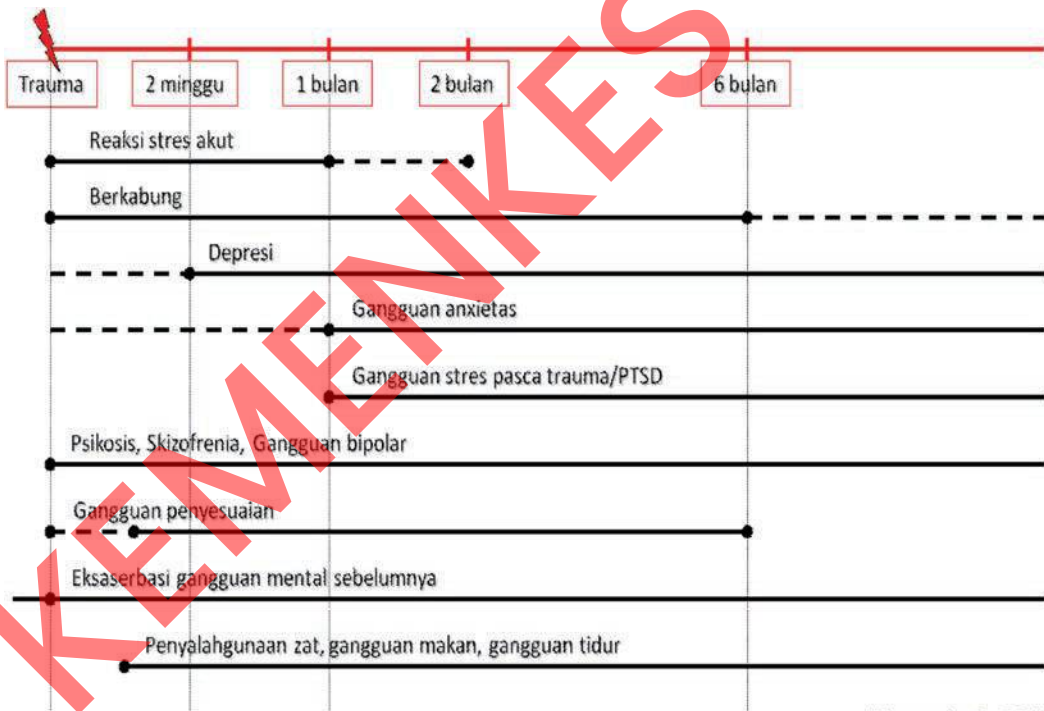 Trauma
2 minggu
1 bulan
2 bulan
6 bulan
Reaksi stres akut
Berkabung
Depresi
Gangguan anxietas
Gangguan stres pasca trauma/PTSD
Psikosis, Skizofrenia, Gangguan bipolar
Gangguan penyesuaian
Eksaserbasi gangguan mental sebelumnya
Penyalahgunaan zat, gangguan makan, gangguan tidur
KEMENKES